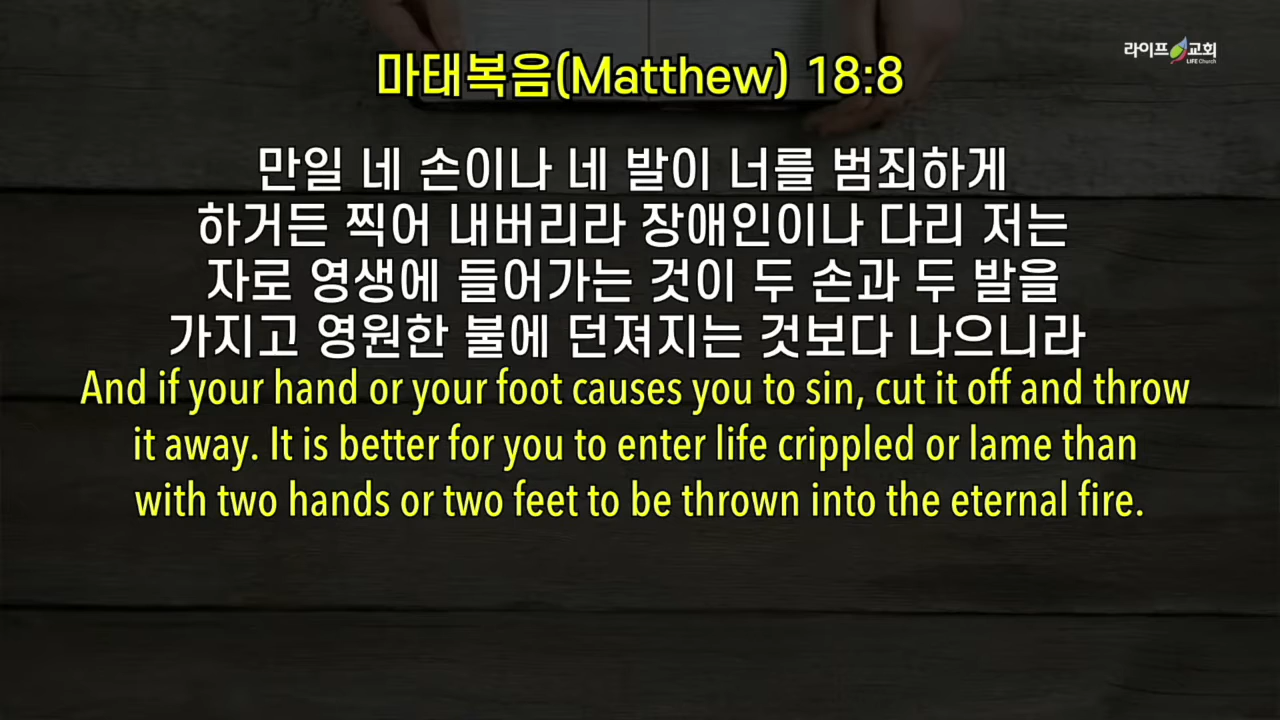 라이프교회
LIFE Church
마태복음(Matthew) 18:8
만일 네 손이나 네 발이 너를 범죄하게
하거든 찍어 내버리라 장애인이나 다리 저는
자로 영생에 들어가는 것이 두 손과 두 발을
가지고 영원한 불에 던져지는 것보다 나으니라
And if your hand or your foot causes you to sin, cut it off and throw
it away. It is better for you to enter life crippled or lame than
with two hands or two feet to be thrown into the eternal fire.